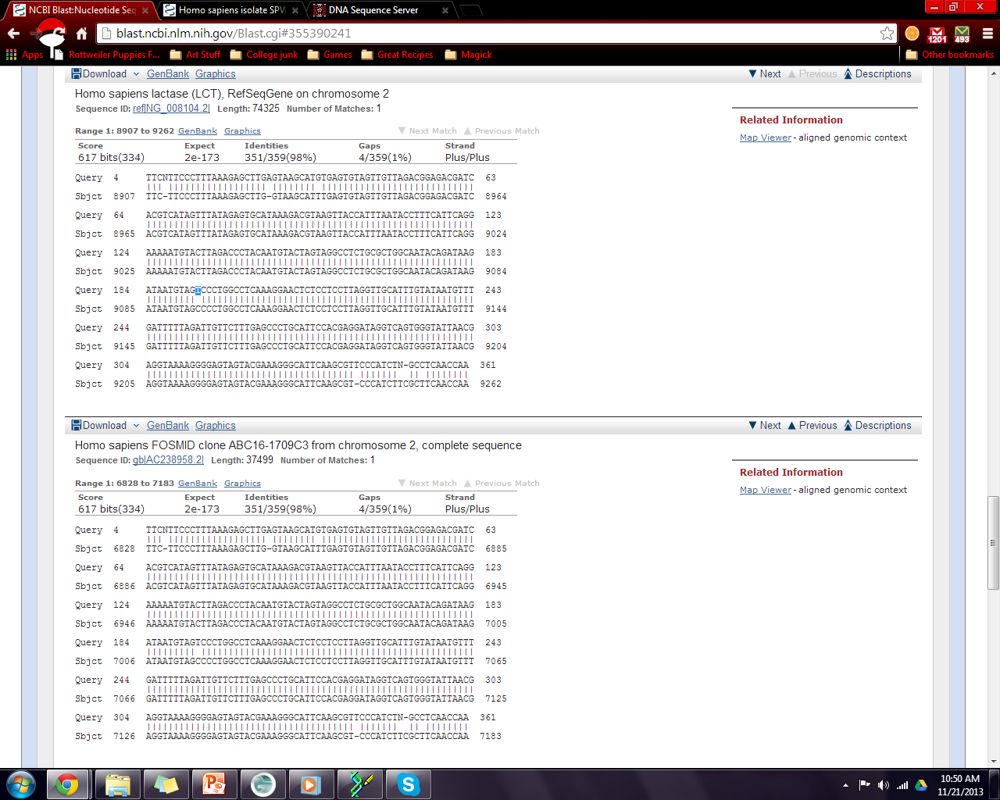 NCBI Blast:Nucleotide Seq
Homo sapiens isolate SPW
DNA Sequence Server
blast.ncbi.nlm.nih.gov/Blast.cgi#355390241
1201
493
Apps
Rottweiler Puppies F...
Art Stuff
College junk
Games
Great Recipes
Magick
Other bookmarks
Download GenBank Graphics
Next Previous Descriptions
Homo sapiens lactase (LCT), RefSeqGene on chromosome 2
Sequence ID: ref|NG_008104.2| Length: 74325 Number of Matches: 1
Related Information
Map Viewer - aligned genomic context
Range 1: 8907 to 9262 GenBank Graphics
Next Match Previous Match
Score Expect Identities Gaps Strand
617 bits(334) 2e-173 351/359(98%) 4/359(1%) Plus/Plus
Query 4 TTCNTTCCCTTTAAAGAGCTTGAGTAAGCATGTGAGTGTAGTTGTTAGACGGAGACGATC 63
Sbjct 8907 TTC-TTCCCTTTAAAGAGCTTG-GTAAGCATTTGAGTGTAGTTGTTAGACGGAGACGATC 8964
Query 64 ACGTCATAGTTTATAGAGTGCATAAAGACGTAAGTTACCATTTAATACCTTTCATTCAGG 123
Sbjct 8965 ACGTCATAGTTTATAGAGTGCATAAAGACGTAAGTTACCATTTAATACCTTTCATTCAGG 9024
Query 124 AAAAATGTACTTAGACCCTACAATGTACTAGTAGGCCTCTGCGCTGGCAATACAGATAAG 183
Sbjct 9025 AAAAATGTACTTAGACCCTACAATGTACTAGTAGGCCTCTGCGCTGGCAATACAGATAAG 9084
Query 184 ATAATGTAGTCCCTGGCCTCAAAGGAACTCTCCTCCTTAGGTTGCATTTGTATAATGTTT 243
Sbjct 9085 ATAATGTAGCCCCTGGCCTCAAAGGAACTCTCCTCCTTAGGTTGCATTTGTATAATGTTT 9144
Query 244 GATTTTTAGATTGTTCTTTGAGCCCTGCATTCCACGAGGATAGGTCAGTGGGTATTAACG 303
Sbjct 9145 GATTTTTAGATTGTTCTTTGAGCCCTGCATTCCACGAGGATAGGTCAGTGGGTATTAACG 9204
Query 304 AGGTAAAAGGGGAGTAGTACGAAAGGGCATTCAAGCGTTCCCATCTN-GCCTCAACCAA 361
Sbjct 9205 AGGTAAAAGGGGAGTAGTACGAAAGGGCATTCAAGCGT-CCCATCTTCGCTTCAACCAA 9262
Download GenBank Graphics
Next Previous Descriptions
Homo sapiens FOSMID clone ABC16-1709C3 from chromosome 2, complete sequence
Sequence ID: gb|AC238958.2| Length: 37499 Number of Matches: 1
Related Information
Map Viewer - aligned genomic context
Range 1: 6828 to 7183 GenBank Graphics
Next Match Previous Match
Score Expect Identities Gaps Strand
617 bits(334) 2e-173 351/359(98%) 4/359(1%) Plus/Plus
Query 4 TTCNTTCCCTTTAAAGAGCTTGAGTAAGCATGTGAGTGTAGTTGTTAGACGGAGACGATC 63
Sbjct 6828 TTC-TTCCCTTTAAAGAGCTTG-GTAAGCATTTGAGTGTAGTTGTTAGACGGAGACGATC 6885
Query 64 ACGTCATAGTTTATAGAGTGCATAAAGACGTAAGTTACCATTTAATACCTTTCATTCAGG 123
Sbjct 6886 ACGTCATAGTTTATAGAGTGCATAAAGACGTAAGTTACCATTTAATACCTTTCATTCAGG 6945
Query 124 AAAAATGTACTTAGACCCTACAATGTACTAGTAGGCCTCTGCGCTGGCAATACAGATAAG 183
Sbjct 6946 AAAAATGTACTTAGACCCTACAATGTACTAGTAGGCCTCTGCGCTGGCAATACAGATAAG 7005
Query 184 ATAATGTAGTCCCTGGCCTCAAAGGAACTCTCCTCCTTAGGTTGCATTTGTATAATGTTT 243
Sbjct 7006 ATAATGTAGCCCCTGGCCTCAAAGGAACTCTCCTCCTTAGGTTGCATTTGTATAATGTTT 7065
Query 244 GATTTTTAGATTGTTCTTTGAGCCCTGCATTCCACGAGGATAGGTCAGTGGGTATTAACG 303
Sbjct 7066 GATTTTTAGATTGTTCTTTGAGCCCTGCATTCCACGAGGATAGGTCAGTGGGTATTAACG 7125
Query 304 AGGTAAAAGGGGAGTAGTACGAAAGGGCATTCAAGCGTTCCCATCTN-GCCTCAACCAA 361
Sbjct 7126 AGGTAAAAGGGGAGTAGTACGAAAGGGCATTCAAGCGT-CCCATCTTCGCTTCAACCAA 7183
10:50 AM
11/21/2013